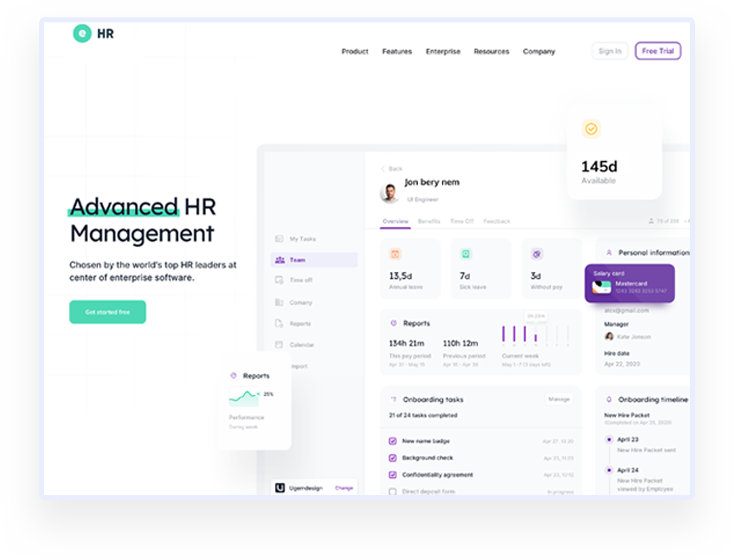 e HR
Product Features Enterprise Resources Company Sign In Free Trial
Advanced HR
Management
Chosen by the world's top HR leaders at
center of enterprise software.
Get started free
145d
Available
Back
Jon bery nem
UI Engineer
Overview Benefits Time Off Feedback
My Tasks
Team
Time off
Comany
Reports
Calendar
mport
13,5d
Annual leave
7d
Sick leave
3d
Without pay
Personal information
Salary card
Mastercard
alex@gmail.com
Manager
Kate Jonson
Hire date
Apr 22, 2020
Reports
134h 21m
This pay period
110h 12m
Previous period
Current week
Reports
25%
Performance
During week
Onboarding tasks Manage
21 of 24 tasks completed
New name badge
Background check
Confidentiality agreement
Direct deposit form In progress
Onboarding timeline
New Hire Packet
April 23
New Hire Packet sent
April 24
New Hire Packet
viewed by Employee
Ugemdesign Change